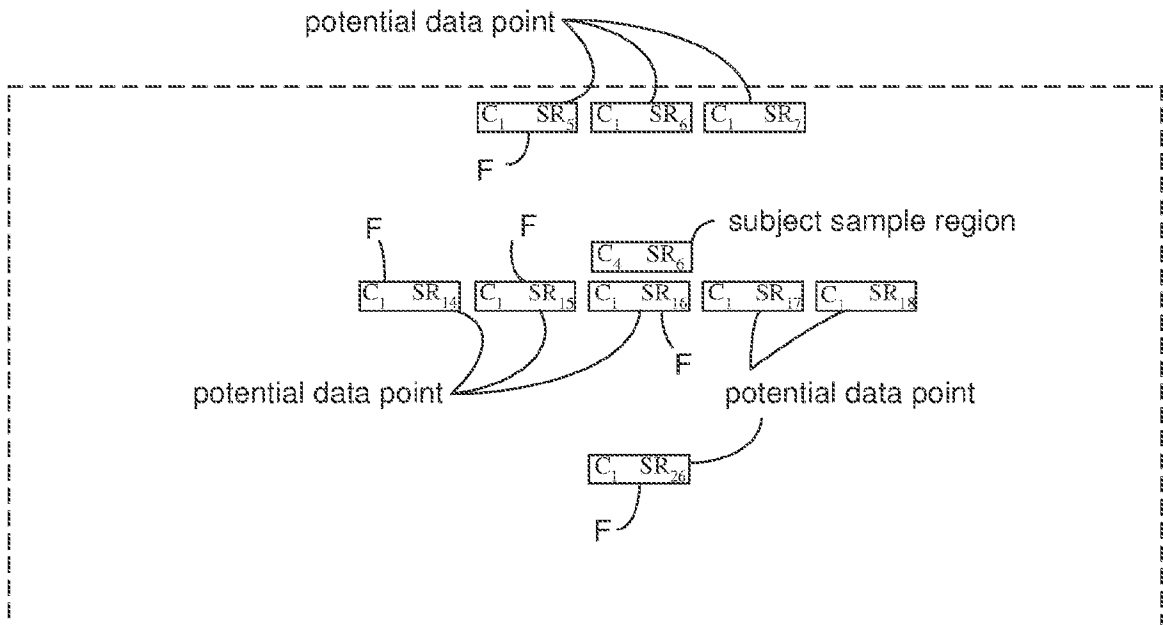 potential data point
C₁ SR₅ C₁ SR₆ C₁ SR₇
F
F F subject sample region
C₄ SR₆
C₁ SR₁₄ C₁ SR₁₅ C₁ SR₁₆ C₁ SR₁₇ C₁ SR₁₈
F
potential data point potential data point
C₁ SR₂₆
F